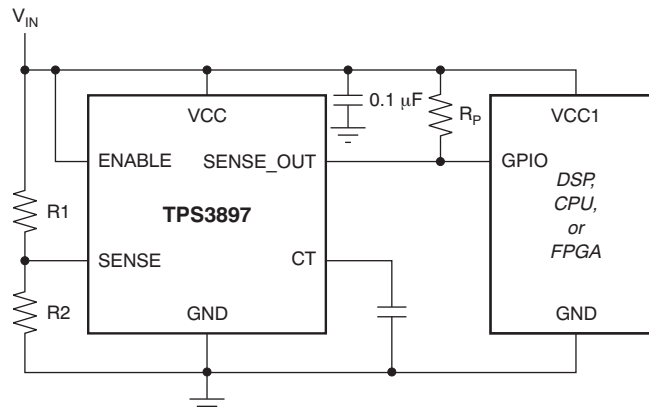 V_IN
0.1 μF
VCC
R_P
VCC1
ENABLE
SENSE_OUT
GPIO
DSP,
CPU,
or
FPGA
R1
TPS3897
SENSE
CT
R2
GND
GND